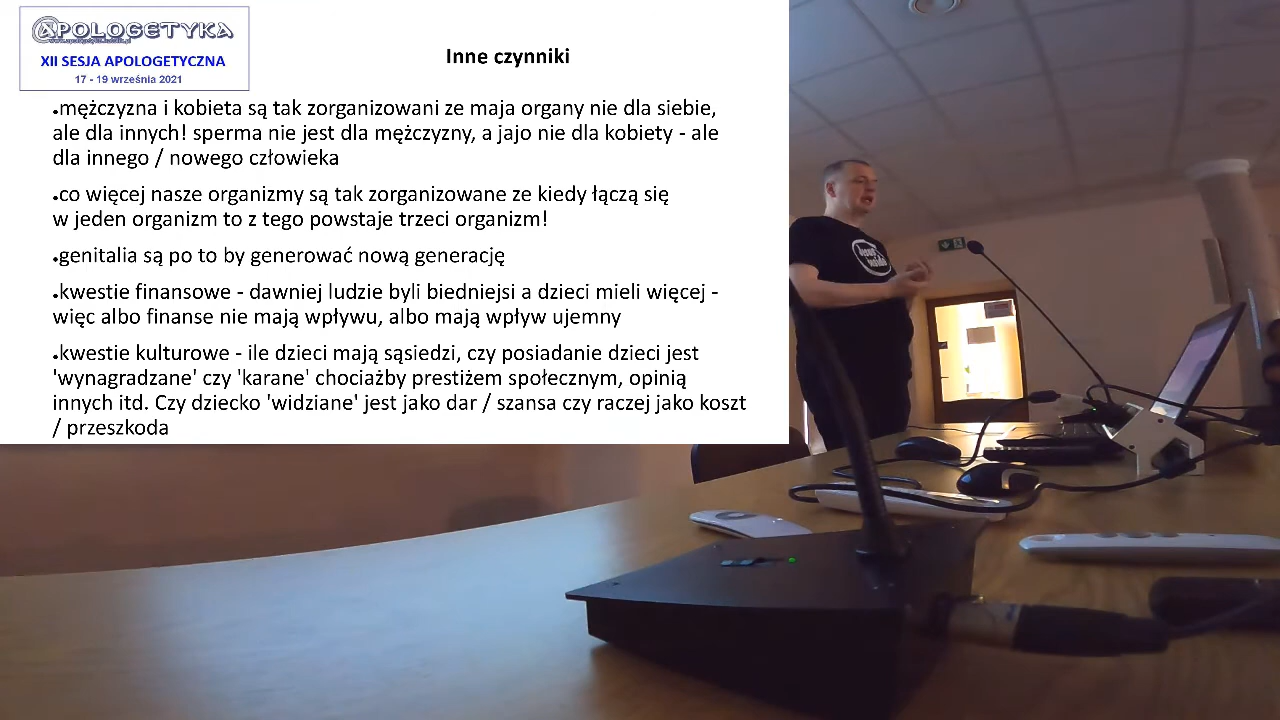 @POLOGETYKA
XII SESJA APOLOGETYCZNA
17 - 19 września 2021
Inne czynniki
●mężczyzna i kobieta są tak zorganizowani ze maja organy nie dla siebie,
ale dla innych! sperma nie jest dla mężczyzny, a jajo nie dla kobiety - ale
dla innego / nowego człowieka
●co więcej nasze organizmy są tak zorganizowane ze kiedy łączą się
w jeden organizm to z tego powstaje trzeci organizm!
●genitalia są po to by generować nową generację
●kwestie finansowe - dawniej ludzie byli biedniejsi a dzieci mieli więcej -
więc albo finanse nie mają wpływu, albo mają wpływ ujemny
●kwestie kulturowe - ile dzieci mają sąsiedzi, czy posiadanie dzieci jest
'wynagradzane' czy 'karane' chociażby prestiżem społecznym, opinią
innych itd. Czy dziecko 'widziane' jest jako dar / szansa czy raczej jako koszt
/ przeszkoda